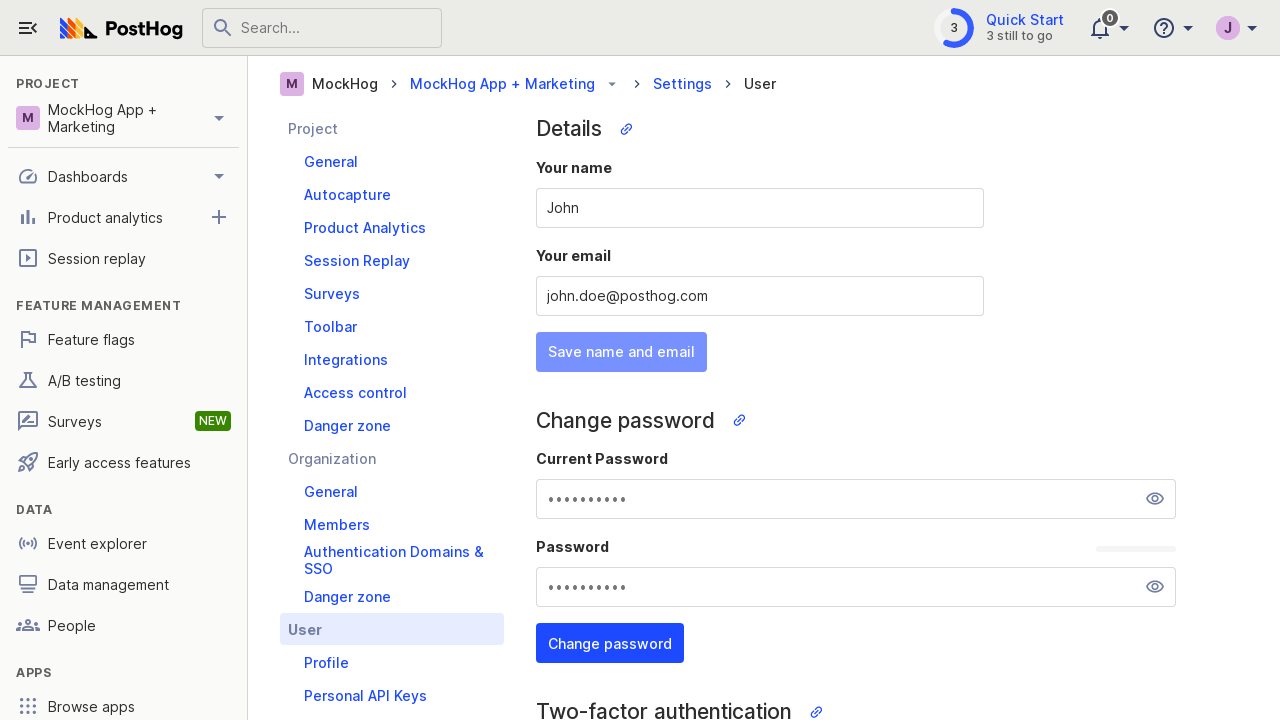 PostHog
Search...
3
Quick Start
3 still to go
0
J
PROJECT
M
MockHog App +
Marketing
Dashboards
Product analytics
Session replay
FEATURE MANAGEMENT
Feature flags
A/B testing
Surveys
NEW
Early access features
DATA
Event explorer
Data management
People
APPS
Browse apps
M
MockHog
MockHog App + Marketing
Settings
User
Project
General
Autocapture
Product Analytics
Session Replay
Surveys
Toolbar
Integrations
Access control
Danger zone
Organization
General
Members
Authentication Domains &
SSO
Danger zone
User
Profile
Personal API Keys
Details
Your name
John
Your email
john.doe@posthog.com
Save name and email
Change password
Current Password
••••••••••
Password
••••••••••
Change password
Two-factor authentication